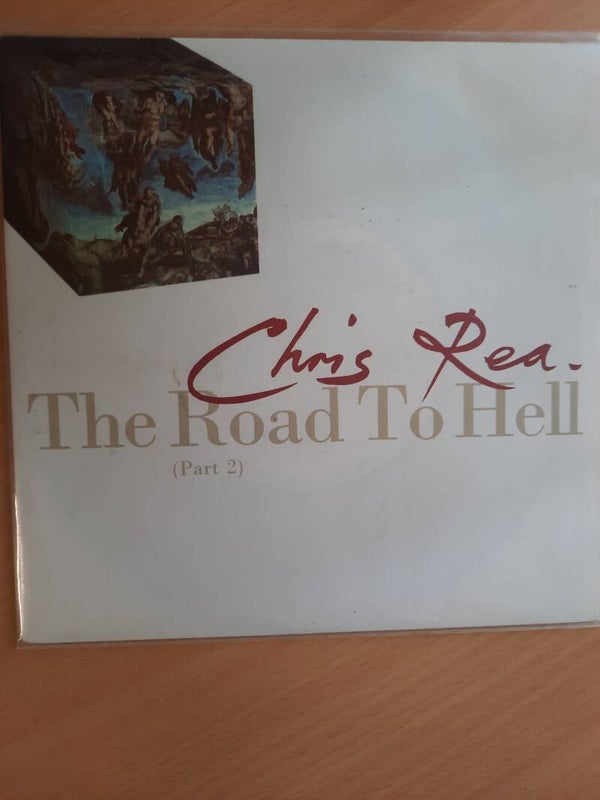 Chris Rea.
The Road To Hell
(Part 2)